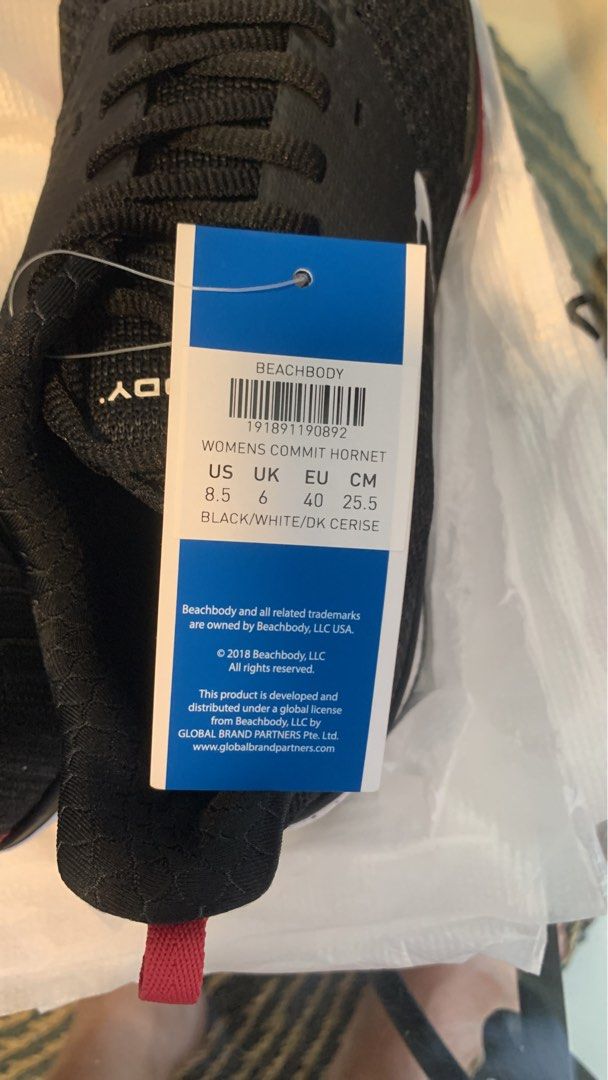 BEACHBODY
191891190892
WOMENS COMMIT HORNET
US UK EU CM
8.5 6 40 25.5
BLACK/WHITE/DK CERISE
Beachbody and all related trademarks
are owned by Beachbody, LLC USA.
© 2018 Beachbody, LLC
All rights reserved.
This product is developed and
distributed under a global license
from Beachbody, LLC by
GLOBAL BRAND PARTNERS Pte. Ltd.
www.globalbrandpartners.com